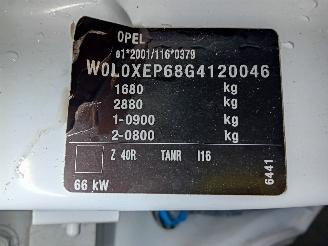 OPEL
e1*2001/116*0379
W0L0XEP68G4120046
1680 kg
2880 kg
1-0900 kg
2-0800 kg
Z 40R TANR I16
66 kW
6441